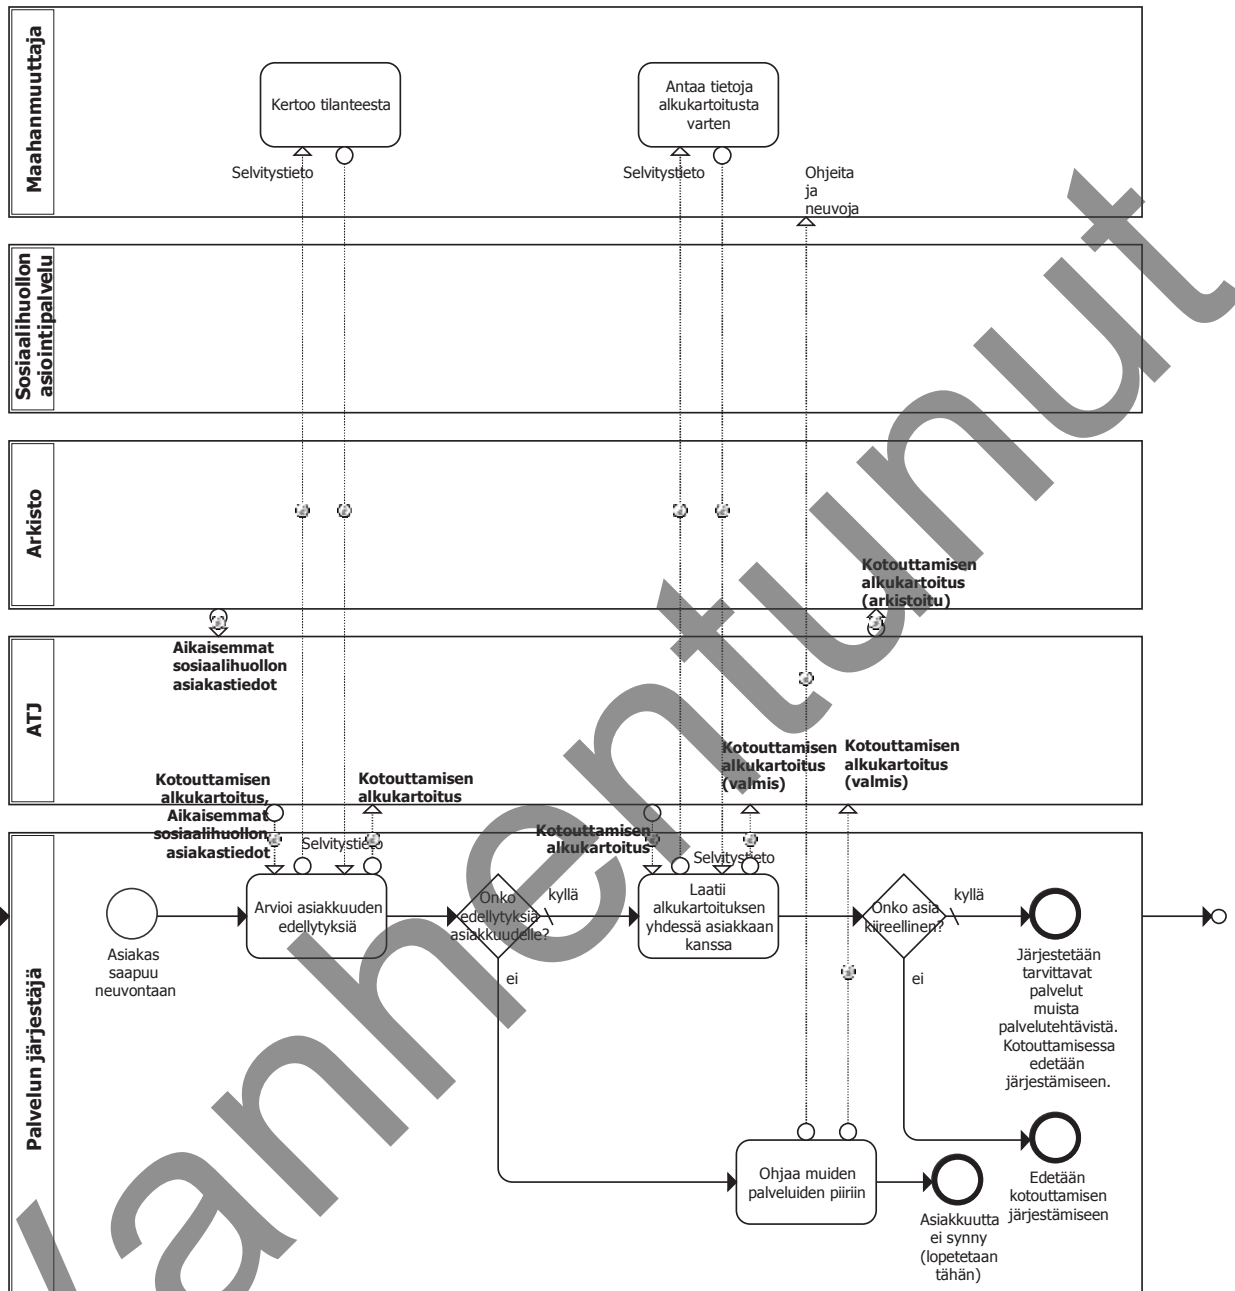 Maahanmuuttaja
Kertoo tilanteesta
Antaa tietoja
alkukartoitusta
varten
Selvitystieto
Selvitystieto
Ohjeita
ja
neuvoja
Sosiaalihuollon
asiointipalvelu
Arkisto
Kotouttamisen
alkukartoitus
(arkistoitu)
ATJ
Aikaisemmat
sosiaalihuollon
asiakastiedot
Kotouttamisen
alkukartoitus,
Aikaisemmat
sosiaalihuollon
asiakastiedot
Kotouttamisen
alkukartoitus
Kotouttamisen
alkukartoitus
(valmis)
Kotouttamisen
alkukartoitus
(valmis)
Palvelun järjestäjä
Selvitystieto
Kotouttamisen
alkukartoitus
Selvitystieto
Asiakas
saapuu
neuvontaan
Arvioi asiakkuuden
edellytyksiä
Onko
edellytyksiä
asiakkuudelle?
kyllä
ei
Laatii
alkukartoituksen
yhdessä asiakkaan
kanssa
Onko asia
kiireellinen?
kyllä
ei
Järjestetään
tarvittavat
palvelut
muista
palvelutehtävistä.
Kotouttamisessa
edetään
järjestämiseen.
Ohjaa muiden
palveluiden piiriin
Asiakkuutta
ei synny
(lopetetaan
tähän)
Edetään
kotouttamisen
järjestämiseen
Vanhentunut